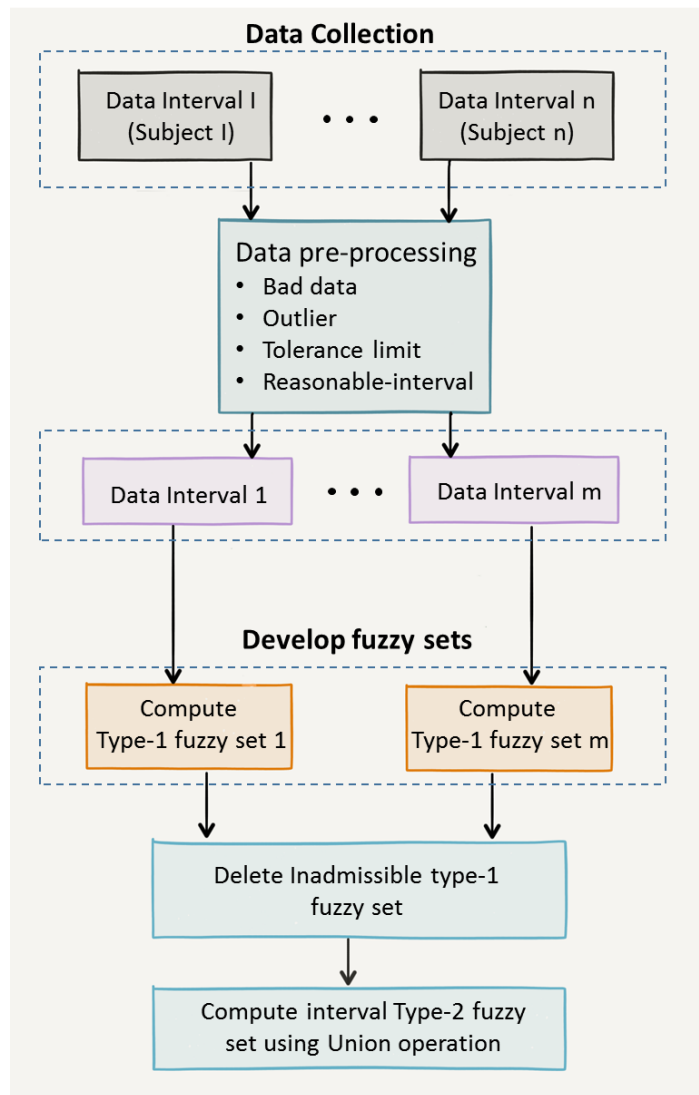 Data Collection
Data Interval I
(Subject I)
• • •
Data Interval n
(Subject n)
Data pre-processing
• Bad data
• Outlier
• Tolerance limit
• Reasonable-interval
Data Interval 1
• • •
Data Interval m
Develop fuzzy sets
Compute
Type-1 fuzzy set 1
Compute
Type-1 fuzzy set m
Delete Inadmissible type-1
fuzzy set
Compute interval Type-2 fuzzy
set using Union operation